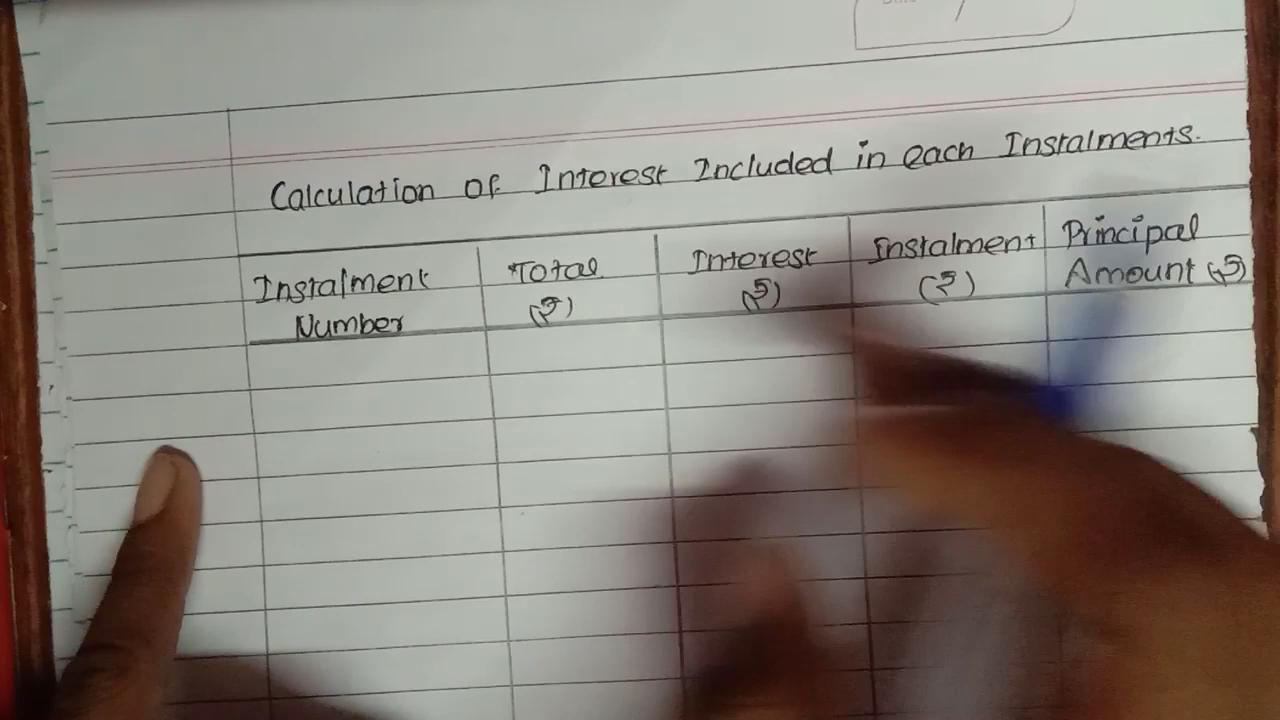 Calculation of Interest Included in each Instalments.
Instalment Number
Total (₹)
Interest (₹)
Instalment (₹)
Principal Amount (₹)